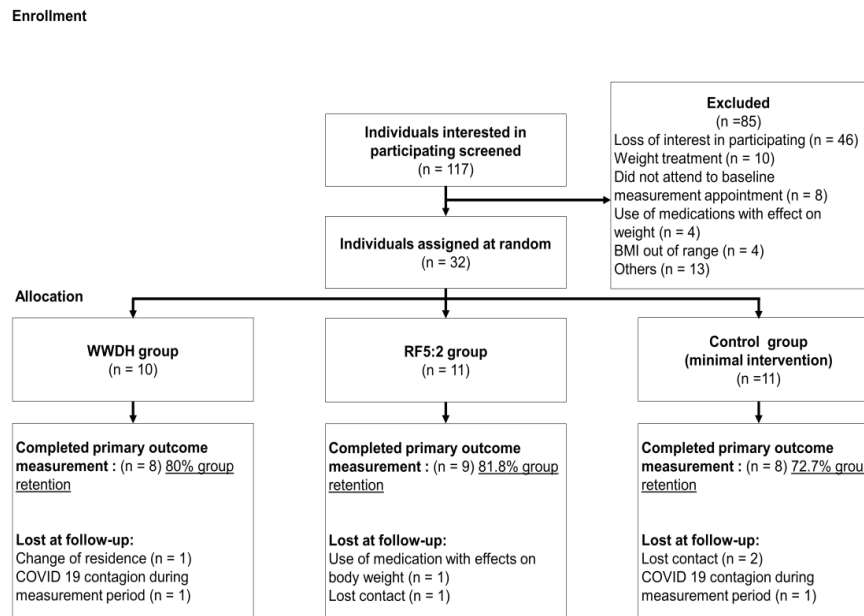 Enrollment
Excluded
(n =85)
Loss of interest in participating (n = 46)
Weight treatment (n = 10)
Did not attend to baseline
measurement appointment (n = 8)
Use of medications with effect on
weight (n = 4)
BMI out of range (n = 4)
Others (n = 13)
Individuals interested in
participating screened
(n = 117)
Individuals assigned at random
(n = 32)
Allocation
WWDH group
(n = 10)
RF5:2 group
(n = 11)
Control group
(minimal intervention)
(n =11)
Completed primary outcome
measurement : (n = 8) 80% group
retention
Lost at follow-up:
Change of residence (n = 1)
COVID 19 contagion during
measurement period (n = 1)
Completed primary outcome
measurement : (n = 9) 81.8% group
retention
Lost at follow-up:
Use of medication with effects on
body weight (n = 1)
Lost contact (n = 1)
Completed primary outcome
measurement : (n = 8) 72.7% grou
retention
Lost at follow-up:
Lost contact (n = 2)
COVID 19 contagion during
measurement period (n = 1)